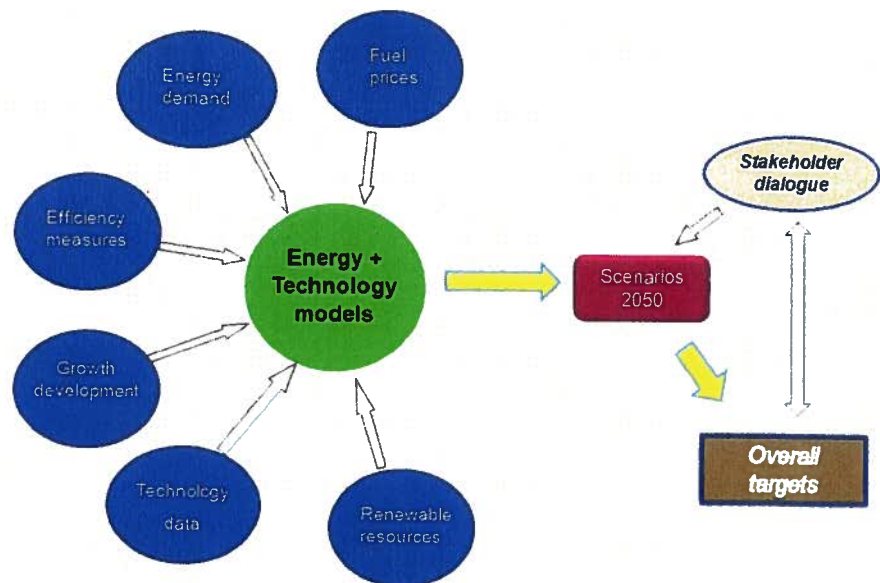 Energy
demand
Fuel
prices
Efficiency
measures
Growth
development
Technology
data
Renewable
resources
Energy +
Technology
models
Scenarios
2050
Stakeholder
dialogue
Overall
targets